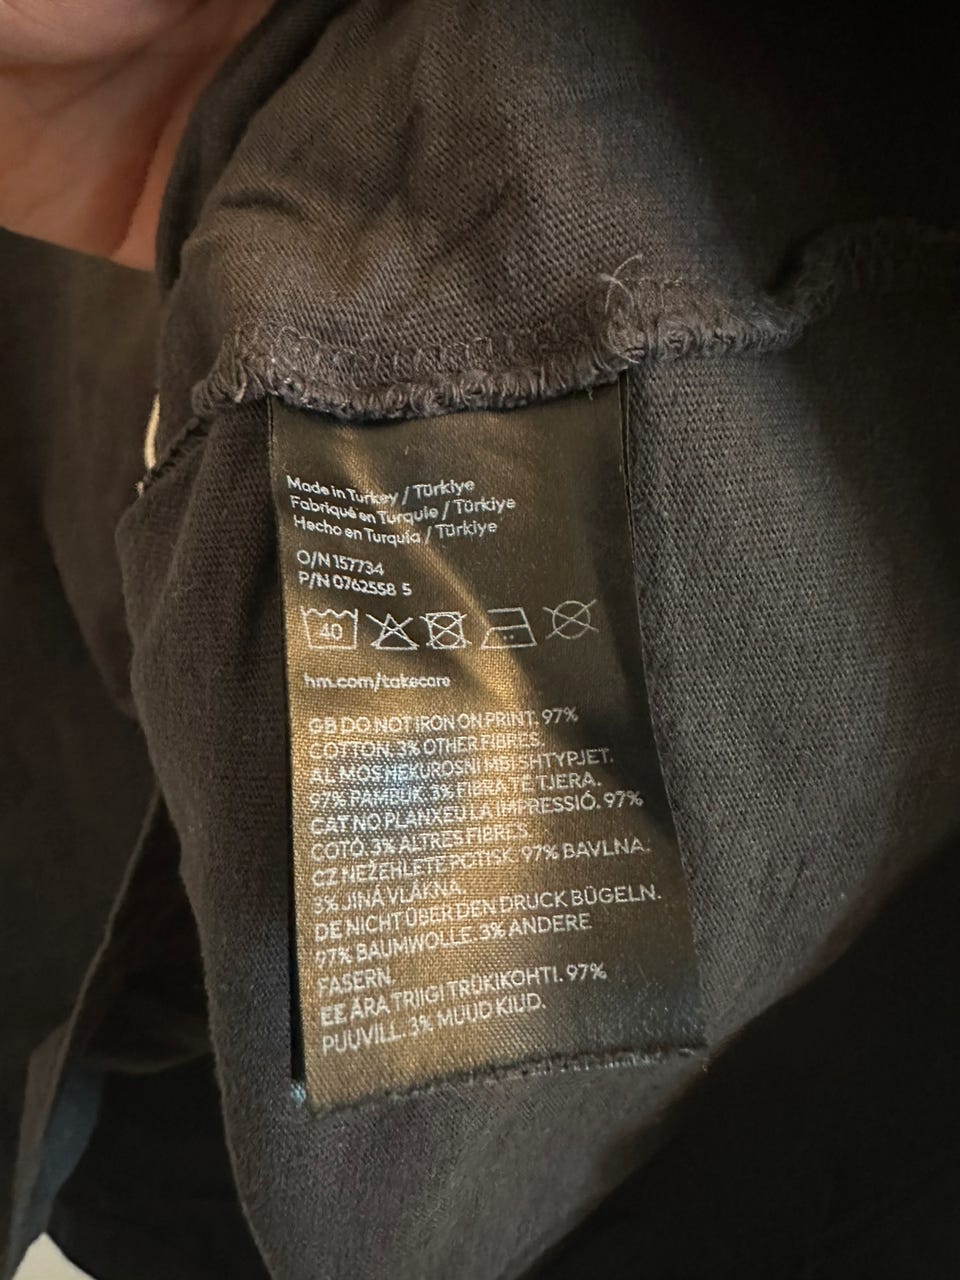 Made in Turkey / Türkiye
Fabriqué en Turquie / Türkiye
Hecho en Turquía / Türkiye
O/N 157734
P/N 0762558 5
40
hm.com/takecare
GB DO NOT IRON ON PRINT. 97%
COTTON. 3% OTHER FIBRES.
AL MOS HEKUROSNI MBI SHTYPJET.
97% PAMBUK. 3% FIBRA TË TJERA.
CAT NO PLANXEU LA IMPRESSIÓ. 97%
COTÓ. 3% ALTRES FIBRES.
CZ NEŽEHLETE POTISK. 97% BAVLNA.
3% JINÁ VLÁKNA.
DE NICHT ÜBER DEN DRUCK BÜGELN.
97% BAUMWOLLE. 3% ANDERE
FASERN.
EE ÄRA TRIIGI TRÜKIKOHTI. 97%
PUUVILL. 3% MUUD KIUD.